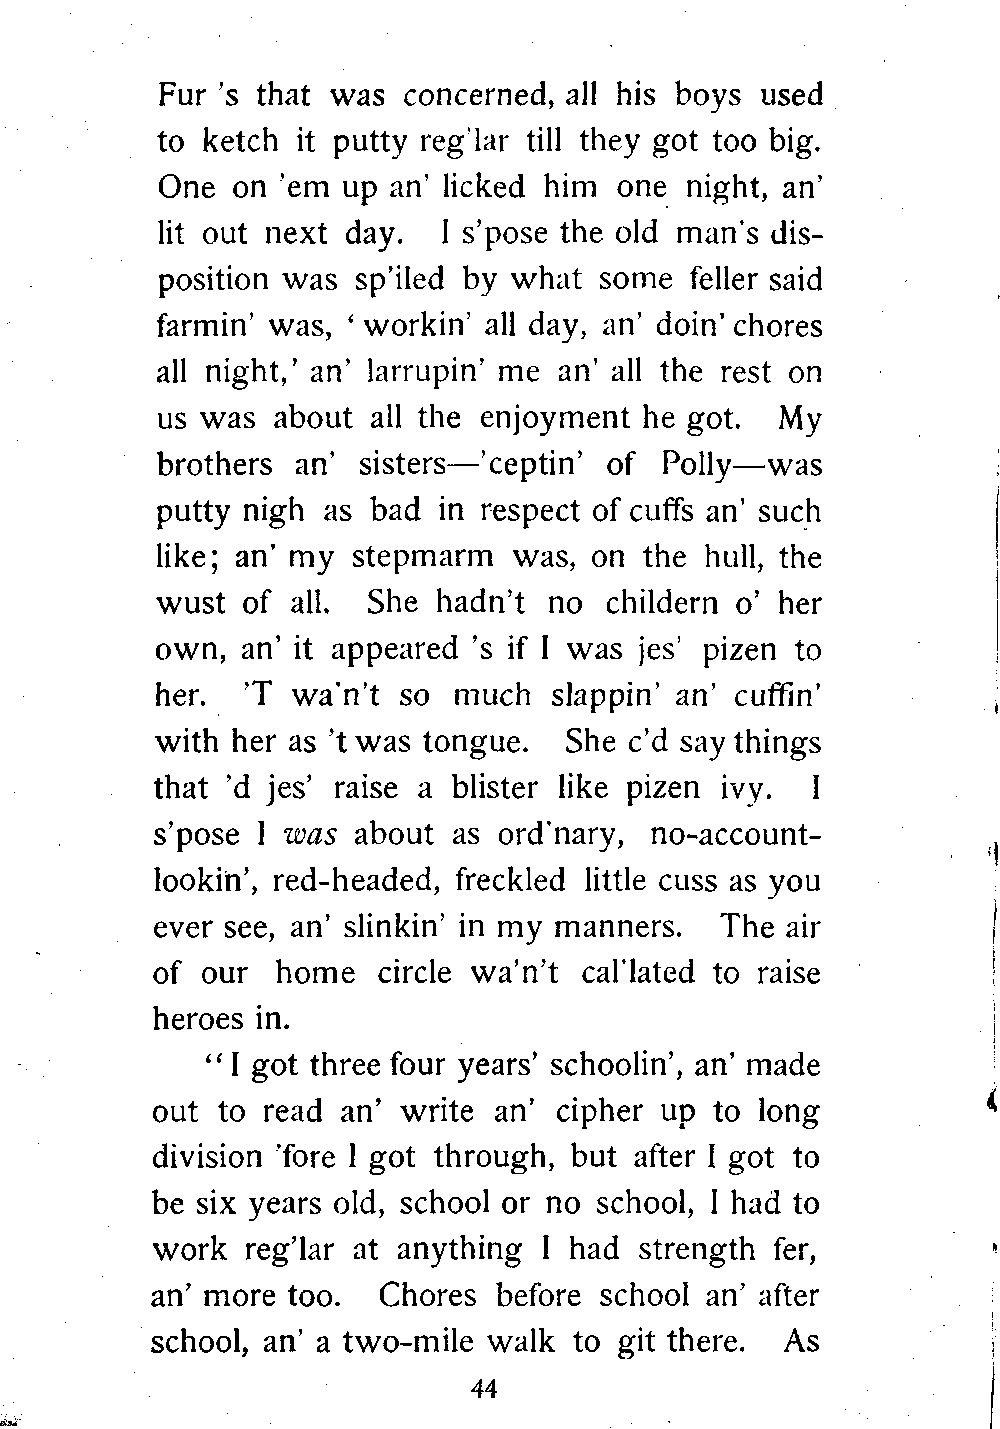 Fur 's that was concerned, all his boys used
to ketch it putty reg'lar till they got too big.
One on 'em up an' licked him one night, an'
lit out next day. I s'pose the old man's dis-
position was sp'iled by what some feller said
farmin' was, ‘ workin' all day, an' doin' chores
all night,’ an' larrupin' me an' all the rest on
us was about all the enjoyment he got. My
brothers an' sisters—'ceptin' of Polly—was
putty nigh as bad in respect of cuffs an' such
like; an' my stepmarm was, on the hull, the
wust of all. She hadn't no childern o' her
own, an' it appeared 's if I was jes' pizen to
her. 'T wa'n't so much slappin' an' cuffin'
with her as 't was tongue. She c'd say things
that 'd jes' raise a blister like pizen ivy. I
s'pose I was about as ord'nary, no-account-
lookin', red-headed, freckled little cuss as you
ever see, an' slinkin' in my manners. The air
of our home circle wa'n't cal'lated to raise
heroes in.
“I got three four years' schoolin', an' made
out to read an' write an' cipher up to long
division 'fore I got through, but after I got to
be six years old, school or no school, I had to
work reg'lar at anything I had strength fer,
an' more too. Chores before school an' after
school, an' a two-mile walk to git there. As
44